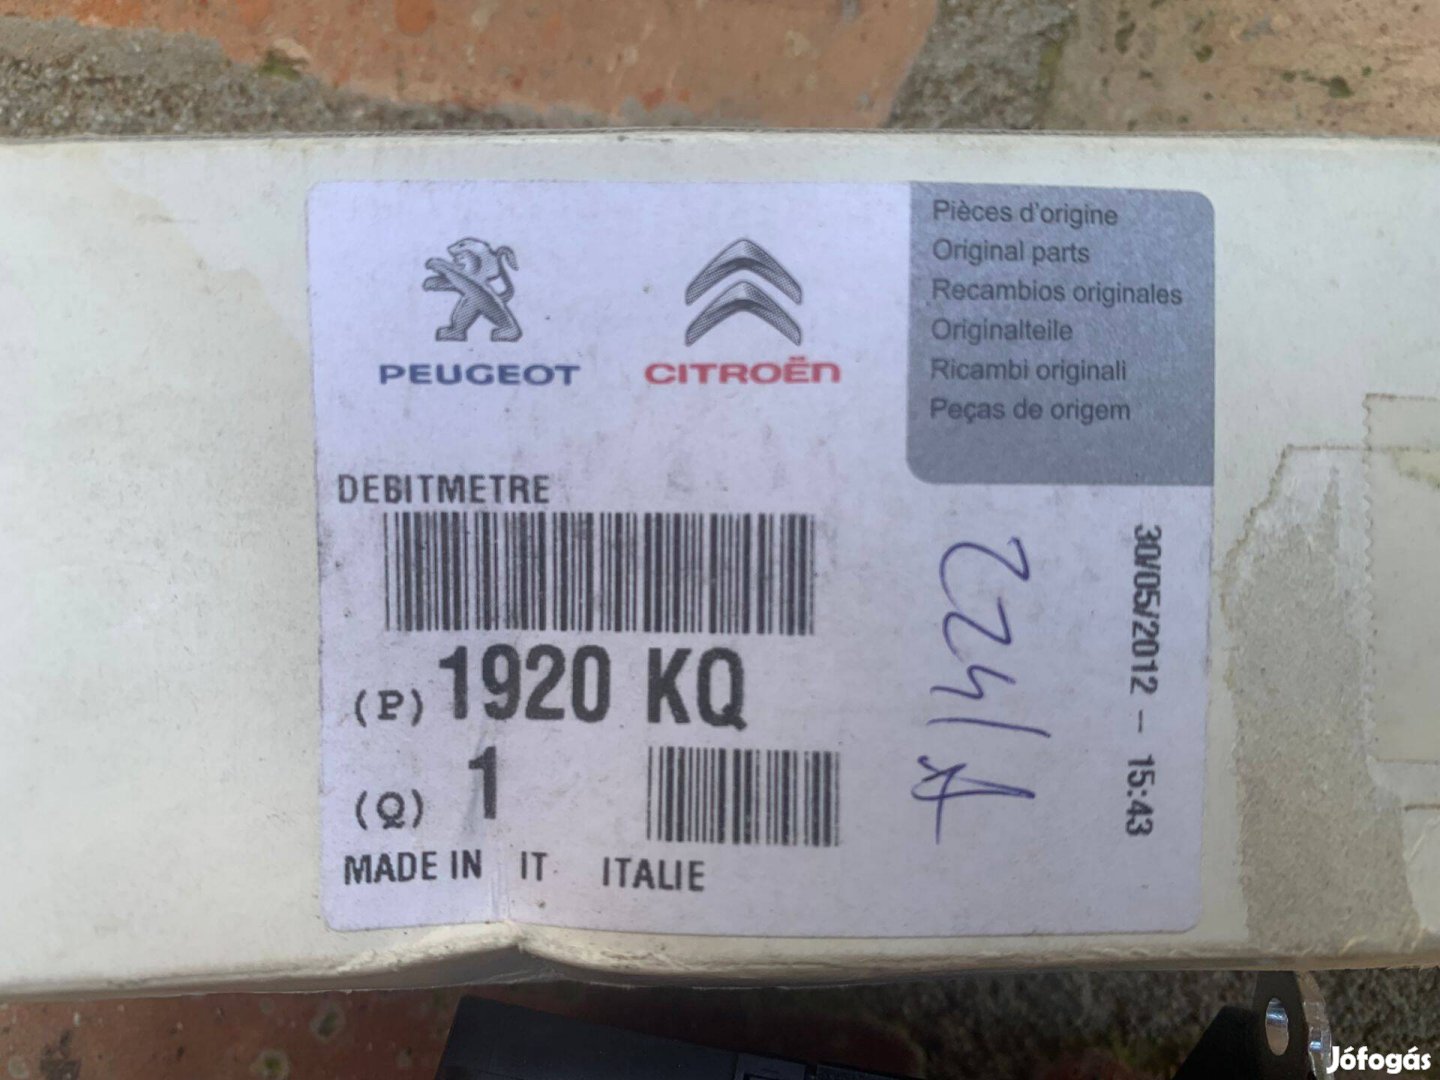 PEUGEOT
CITROËN
Pièces d'origine
Original parts
Recambios originales
Originalteile
Ricambi originali
Peças de origem
DEBITMETRE
(P) 1920 KQ
(Q) 1
MADE IN IT ITALIE
30/05/2012 - 15:43
Jófogás